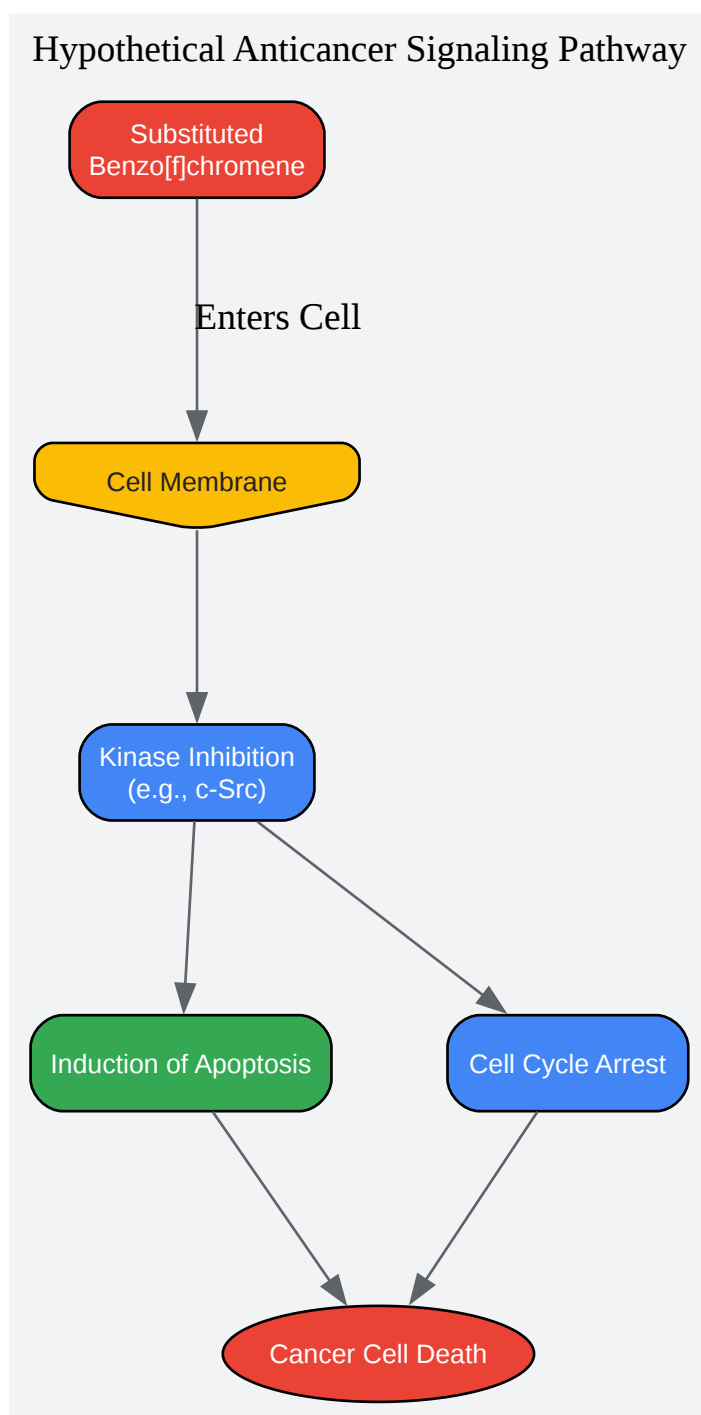 Hypothetical Anticancer Signaling Pathway
Substituted
Benzo[f]chromene
Enters Cell
Cell Membrane
Kinase Inhibition
(e.g., c-Src)
Induction of Apoptosis
Cell Cycle Arrest
Cancer Cell Death